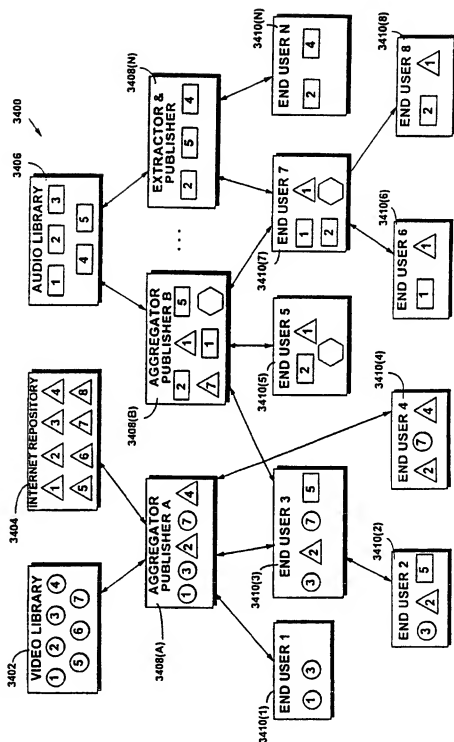 3400
3402
VIDEO LIBRARY
1 2 3 4
5 6 7
3404
INTERNET REPOSITORY
1 2 3 4
5 6 7 8
3406
AUDIO LIBRARY
1 2 3
4 5
3408(A)
AGGREGATOR
PUBLISHER A
1 3 2 7 4
3408(B)
AGGREGATOR
PUBLISHER B
2 1 5
7 1
. . .
3408(N)
EXTRACTOR &
PUBLISHER
2 5 4
3410(1)
END USER 1
1 3
3410(3)
END USER 3
3 2 7 5
3410(5)
END USER 5
2 1
3410(7)
END USER 7
1 1
2
3410(N)
END USER N
2 4
3410(2)
END USER 2
3 2 5
3410(4)
END USER 4
2 7 4
3410(6)
END USER 6
1 1
3410(8)
END USER 8
2 1